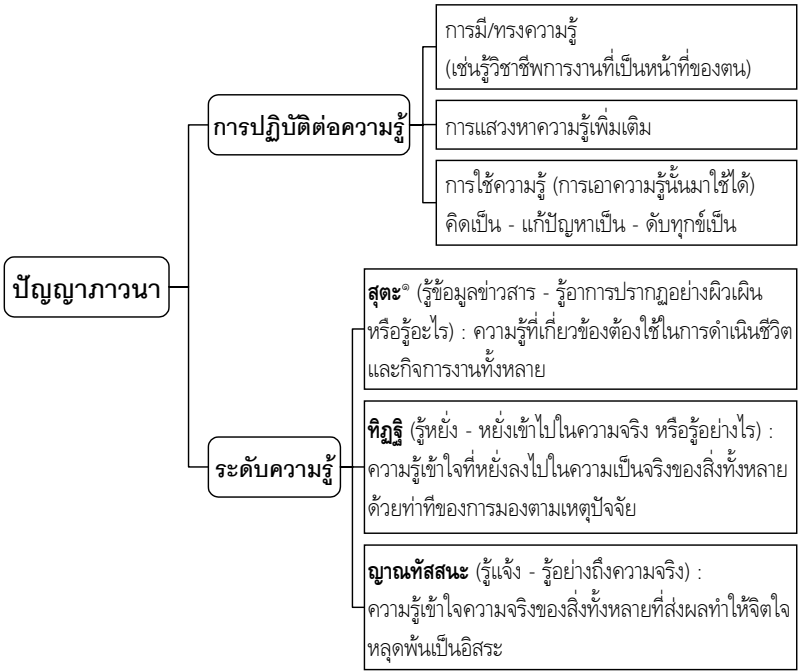 การมี/ทรงความรู้
(เช่นรู้วิชาชีพการงานที่เป็นหน้าที่ของตน)
การปฏิบัติต่อความรู้
การแสวงหาความรู้เพิ่มเติม
การใช้ความรู้ (การเอาความรู้นั้นมาใช้ได้)
คิดเป็น - แก้ปัญหาเป็น - ดับทุกข์เป็น
ปัญญาภาวนา
สุตะ๑ (รู้ข้อมูลข่าวสาร - รู้อาการปรากฏอย่างผิวเผิน
หรือรู้อะไร) : ความรู้ที่เกี่ยวข้องต้องใช้ในการดำเนินชีวิต
และกิจการงานทั้งหลาย
ระดับความรู้
ทิฏฐิ (รู้หยั่ง - หยั่งเข้าไปในความจริง หรือรู้อย่างไร) :
ความรู้เข้าใจที่หยั่งลงไปในความเป็นจริงของสิ่งทั้งหลาย
ด้วยท่าทีของการมองตามเหตุปัจจัย
ญาณทัสสนะ (รู้แจ้ง - รู้อย่างถึงความจริง) :
ความรู้เข้าใจความจริงของสิ่งทั้งหลายที่ส่งผลทำให้จิตใจ
หลุดพ้นเป็นอิสระ